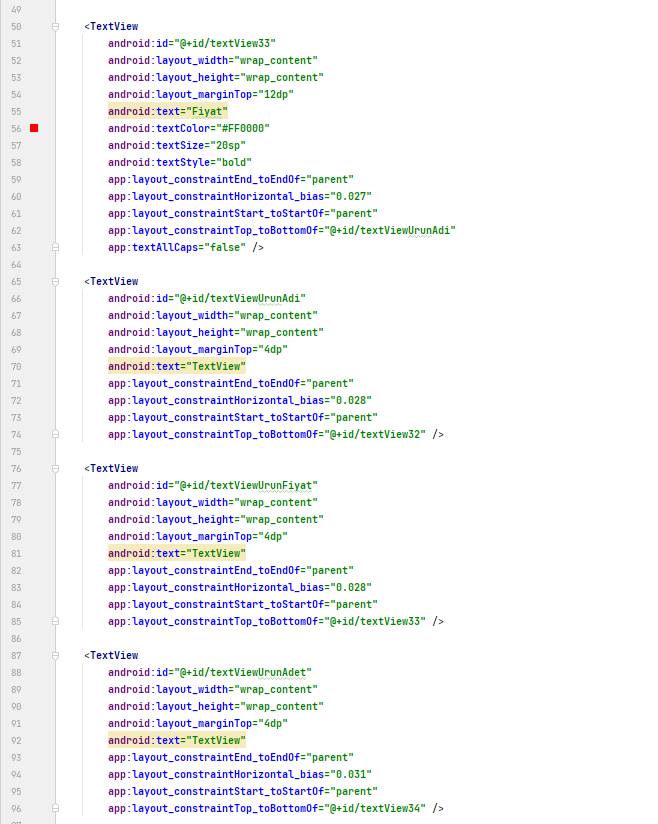 49
50 <TextView
51 android:id="@+id/textView33"
52 android:layout_width="wrap_content"
53 android:layout_height="wrap_content"
54 android:layout_marginTop="12dp"
55 android:text="Fiyat"
56 android:textColor="#FF0000"
57 android:textSize="20sp"
58 android:textStyle="bold"
59 app:layout_constraintEnd_toEndOf="parent"
60 app:layout_constraintHorizontal_bias="0.027"
61 app:layout_constraintStart_toStartOf="parent"
62 app:layout_constraintTop_toBottomOf="@+id/textViewUrunAdi"
63 app:textAllCaps="false" />
64
65 <TextView
66 android:id="@+id/textViewUrunAdi"
67 android:layout_width="wrap_content"
68 android:layout_height="wrap_content"
69 android:layout_marginTop="4dp"
70 android:text="TextView"
71 app:layout_constraintEnd_toEndOf="parent"
72 app:layout_constraintHorizontal_bias="0.028"
73 app:layout_constraintStart_toStartOf="parent"
74 app:layout_constraintTop_toBottomOf="@+id/textView32" />
75
76 <TextView
77 android:id="@+id/textViewUrunFiyat"
78 android:layout_width="wrap_content"
79 android:layout_height="wrap_content"
80 android:layout_marginTop="4dp"
81 android:text="TextView"
82 app:layout_constraintEnd_toEndOf="parent"
83 app:layout_constraintHorizontal_bias="0.028"
84 app:layout_constraintStart_toStartOf="parent"
85 app:layout_constraintTop_toBottomOf="@+id/textView33" />
86
87 <TextView
88 android:id="@+id/textViewUrunAdet"
89 android:layout_width="wrap_content"
90 android:layout_height="wrap_content"
91 android:layout_marginTop="4dp"
92 android:text="TextView"
93 app:layout_constraintEnd_toEndOf="parent"
94 app:layout_constraintHorizontal_bias="0.031"
95 app:layout_constraintStart_toStartOf="parent"
96 app:layout_constraintTop_toBottomOf="@+id/textView34" />